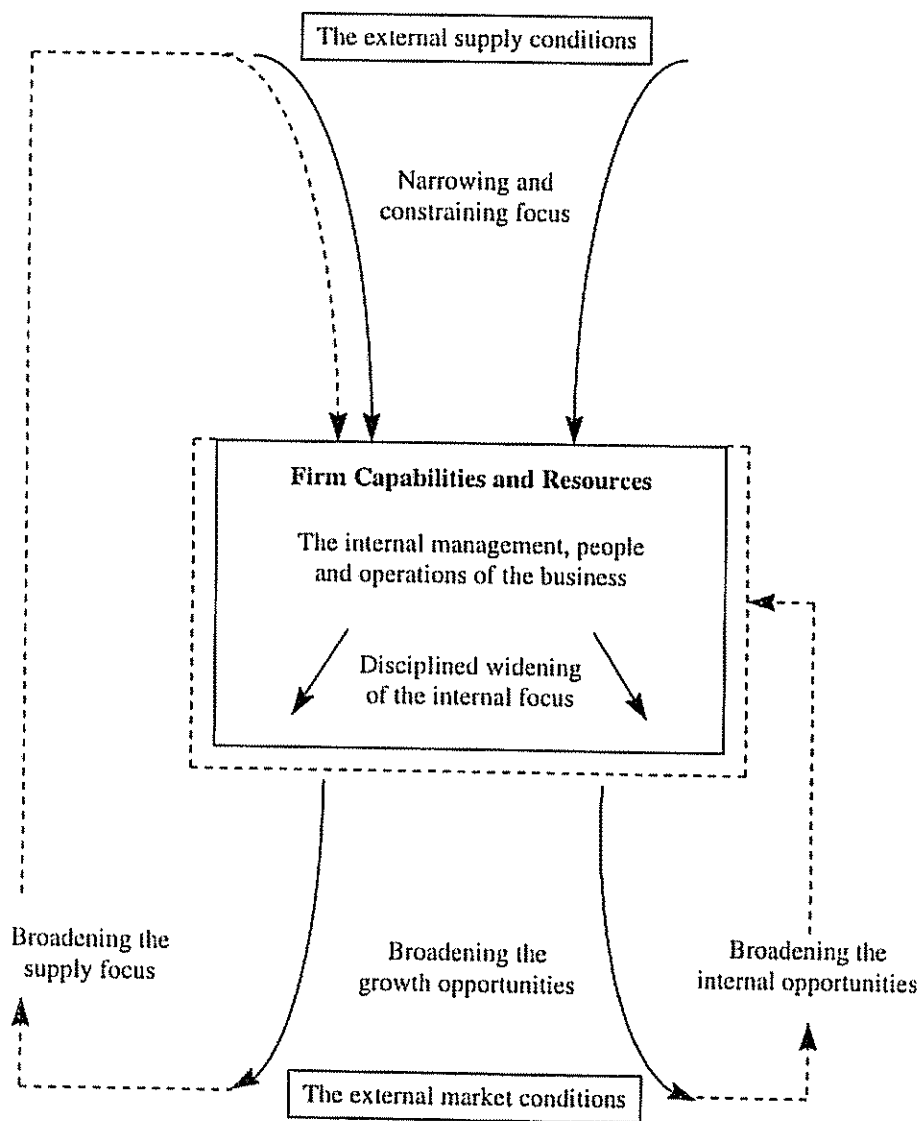 The external supply conditions
Narrowing and
constraining focus
Firm Capabilities and Resources
The internal management, people
and operations of the business
Disciplined widening
of the internal focus
Broadening the
supply focus
Broadening the
growth opportunities
Broadening the
internal opportunities
The external market conditions